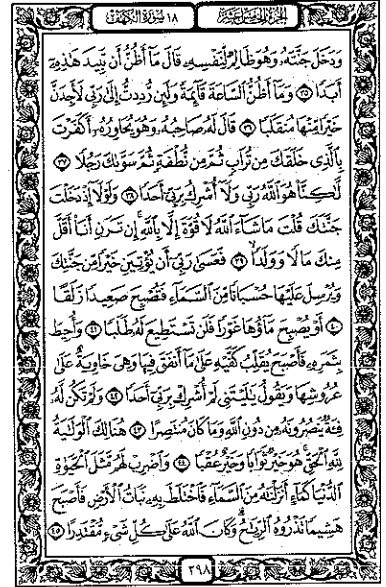 الجزء الخامس عشر ١٨ سورة الكهف
وَدَخَلَ جَنَّتَهُۥ وَهُوَ ظَالِمٌ لِّنَفْسِهِۦ قَالَ مَآ أَظُنُّ أَن تَبِيدَ هَٰذِهِۦٓ
أَبَدًا ٣٥ وَمَآ أَظُنُّ ٱلسَّاعَةَ قَآئِمَةً وَلَئِن رُّدِدتُّ إِلَىٰ رَبِّى لَأَجِدَنَّ
خَيْرًا مِّنْهَا مُنقَلَبًا ٣٦ قَالَ لَهُۥ صَاحِبُهُۥ وَهُوَ يُحَاوِرُهُۥٓ أَكَفَرْتَ
بِٱلَّذِى خَلَقَكَ مِن تُرَابٍ ثُمَّ مِن نُّطْفَةٍ ثُمَّ سَوَّىٰكَ رَجُلًا ٣٧
لَّٰكِنَّا۠ هُوَ ٱللَّهُ رَبِّى وَلَآ أُشْرِكُ بِرَبِّىٓ أَحَدًا ٣٨ وَلَوْلَآ إِذْ دَخَلْتَ
جَنَّتَكَ قُلْتَ مَا شَآءَ ٱللَّهُ لَا قُوَّةَ إِلَّا بِٱللَّهِ إِن تَرَنِ أَنَا۠ أَقَلَّ
مِنكَ مَالًا وَوَلَدًا ٣٩ فَعَسَىٰ رَبِّىٓ أَن يُؤْتِيَنِ خَيْرًا مِّن جَنَّتِكَ
وَيُرْسِلَ عَلَيْهَا حُسْبَانًا مِّنَ ٱلسَّمَآءِ فَتُصْبِحَ صَعِيدًا زَلَقًا
٤٠ أَوْ يُصْبِحَ مَآؤُهَا غَوْرًا فَلَن تَسْتَطِيعَ لَهُۥ طَلَبًا ٤١ وَأُحِيطَ
بِثَمَرِهِۦ فَأَصْبَحَ يُقَلِّبُ كَفَّيْهِ عَلَىٰ مَآ أَنفَقَ فِيهَا وَهِىَ خَاوِيَةٌ عَلَىٰ
عُرُوشِهَا وَيَقُولُ يَٰلَيْتَنِى لَمْ أُشْرِكْ بِرَبِّىٓ أَحَدًا ٤٢ وَلَمْ تَكُن لَّهُۥ
فِئَةٌ يَنصُرُونَهُۥ مِن دُونِ ٱللَّهِ وَمَا كَانَ مُنتَصِرًا ٤٣ هُنَالِكَ ٱلْوَلَٰيَةُ
لِلَّهِ ٱلْحَقِّ هُوَ خَيْرٌ ثَوَابًا وَخَيْرٌ عُقْبًا ٤٤ وَٱضْرِبْ لَهُم مَّثَلَ ٱلْحَيَوٰةِ
ٱلدُّنْيَا كَمَآءٍ أَنزَلْنَٰهُ مِنَ ٱلسَّمَآءِ فَٱخْتَلَطَ بِهِۦ نَبَاتُ ٱلْأَرْضِ فَأَصْبَحَ
هَشِيمًا تَذْرُوهُ ٱلرِّيَٰحُ وَكَانَ ٱللَّهُ عَلَىٰ كُلِّ شَىْءٍ مُّقْتَدِرًا ٤٥
٢٩٨